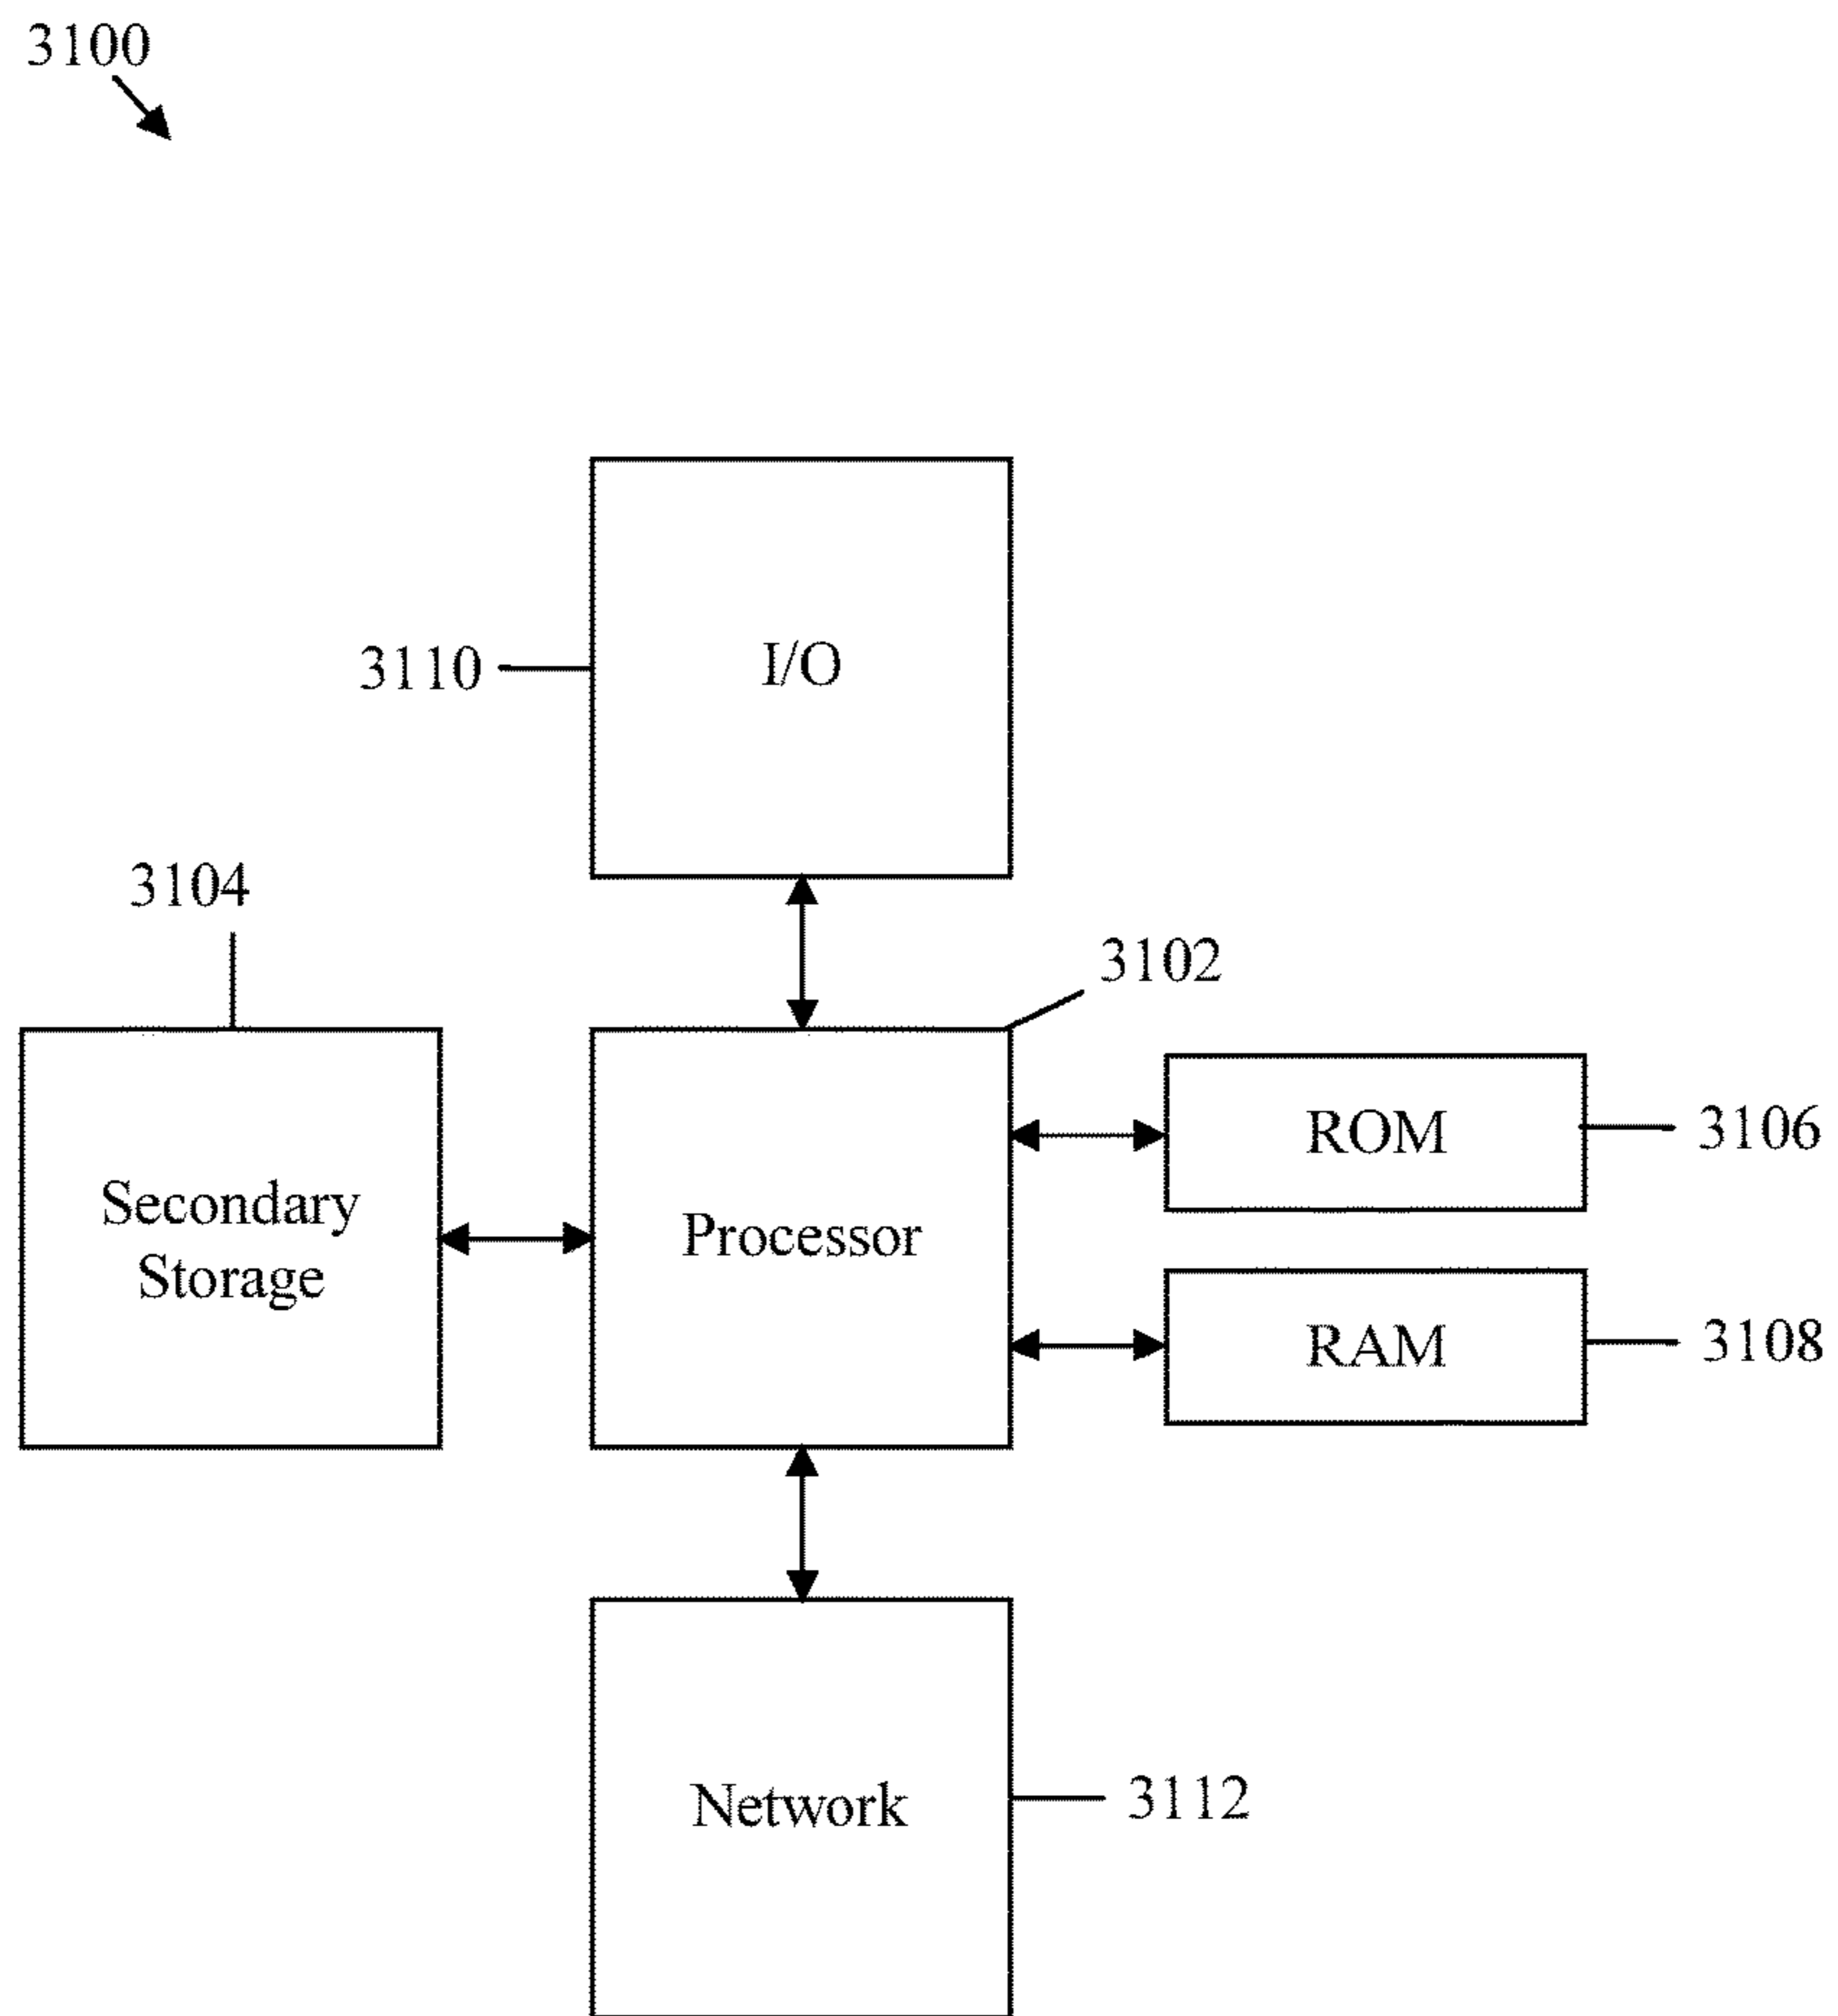 3100
3110
I/O
3104
3102
ROM
3106
Secondary
Storage
Processor
RAM
3108
Network
3112